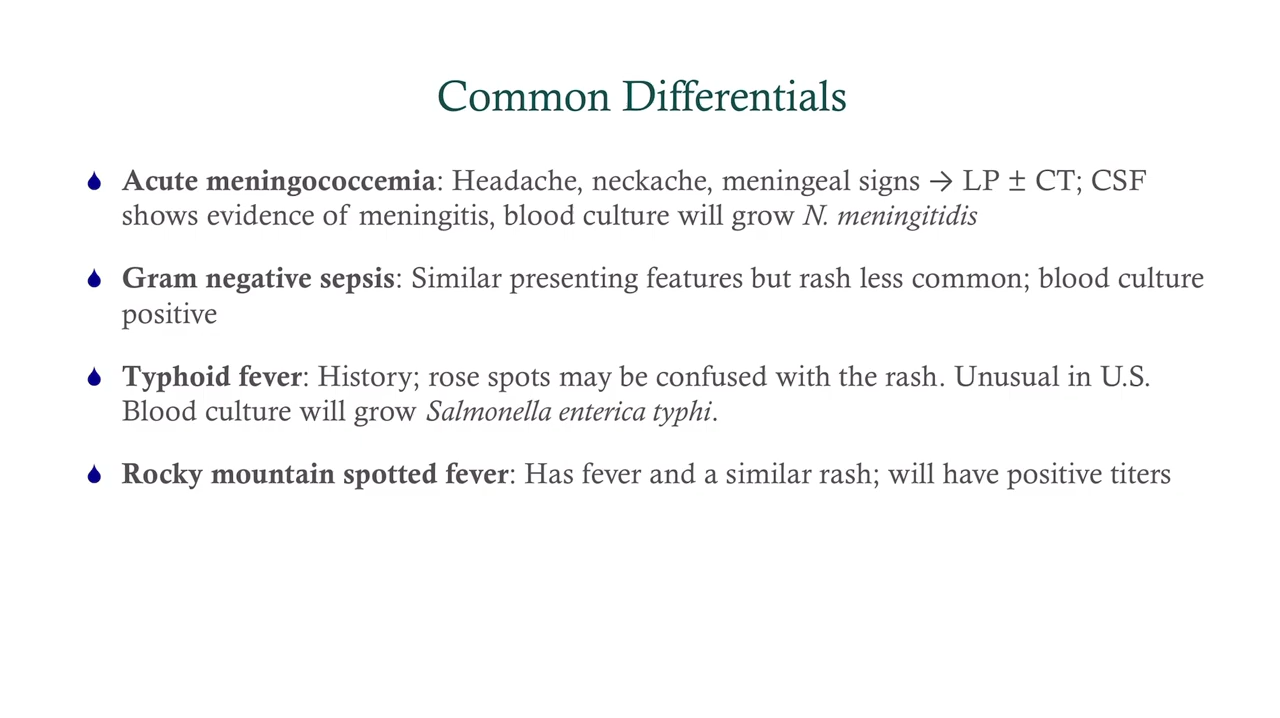 Common Differentials
Acute meningococcemia: Headache, neckache, meningeal signs → LP ± CT; CSF
shows evidence of meningitis, blood culture will grow N. meningitidis
Gram negative sepsis: Similar presenting features but rash less common; blood culture
positive
Typhoid fever: History; rose spots may be confused with the rash. Unusual in U.S.
Blood culture will grow Salmonella enterica typhi.
Rocky mountain spotted fever: Has fever and a similar rash; will have positive titers